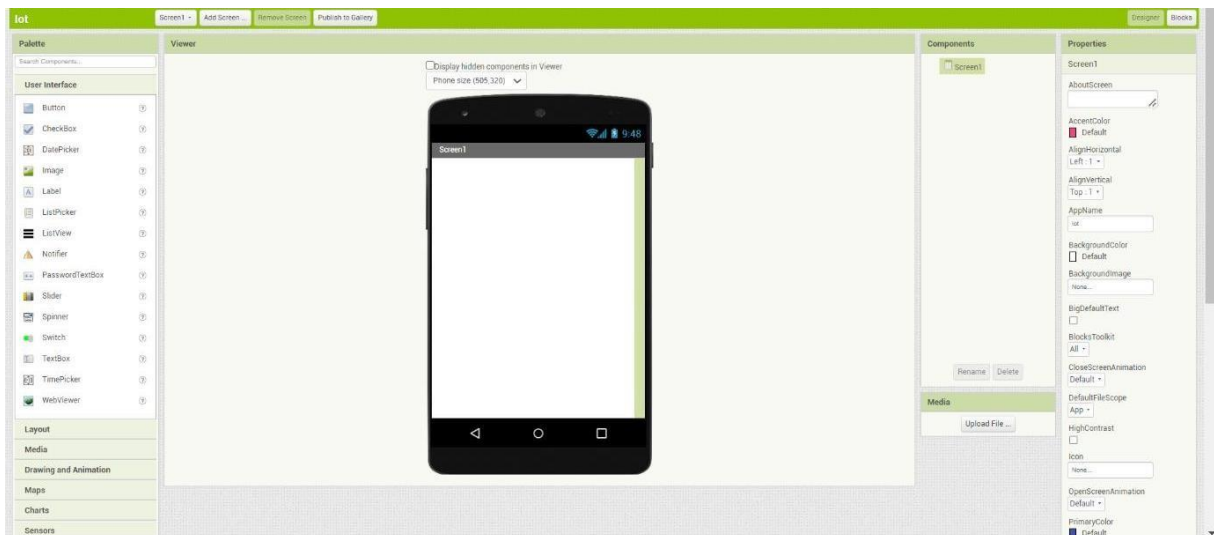 Iot
Screen1
Add Screen ...
Remove Screen
Publish to Gallery
Designer
Blocks
Palette
Search Components...
User Interface
Button
CheckBox
DatePicker
Image
Label
ListPicker
ListView
Notifier
PasswordTextBox
Slider
Spinner
Switch
TextBox
TimePicker
WebViewer
Layout
Media
Drawing and Animation
Maps
Charts
Sensors
Viewer
Display hidden components in Viewer
Phone size (505,320)
9:48
Screen1
Components
Screen1
Rename
Delete
Media
Upload File ...
Properties
Screen1
AboutScreen
AccentColor
Default
AlignHorizontal
Left : 1
AlignVertical
Top : 1
AppName
Iot
BackgroundColor
Default
BackgroundImage
None...
BigDefaultText
BlocksToolkit
All
CloseScreenAnimation
Default
DefaultFileScope
App
HighContrast
Icon
None...
OpenScreenAnimation
Default
PrimaryColor
Default